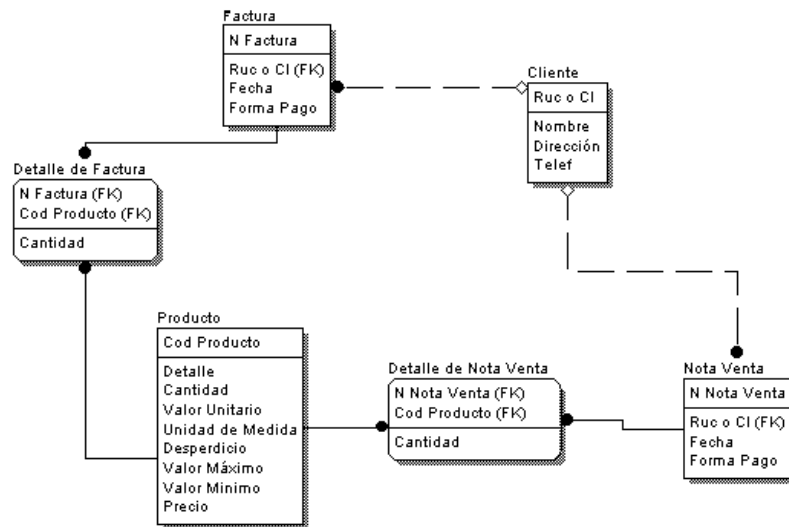 Factura
N Factura
Ruc o CI (FK)
Fecha
Forma Pago
Cliente
Ruc o CI
Nombre
Dirección
Telef
Detalle de Factura
N Factura (FK)
Cod Producto (FK)
Cantidad
Producto
Cod Producto
Detalle
Cantidad
Valor Unitario
Unidad de Medida
Desperdicio
Valor Máximo
Valor Minimo
Precio
Detalle de Nota Venta
N Nota Venta (FK)
Cod Producto (FK)
Cantidad
Nota Venta
N Nota Venta
Ruc o CI (FK)
Fecha
Forma Pago